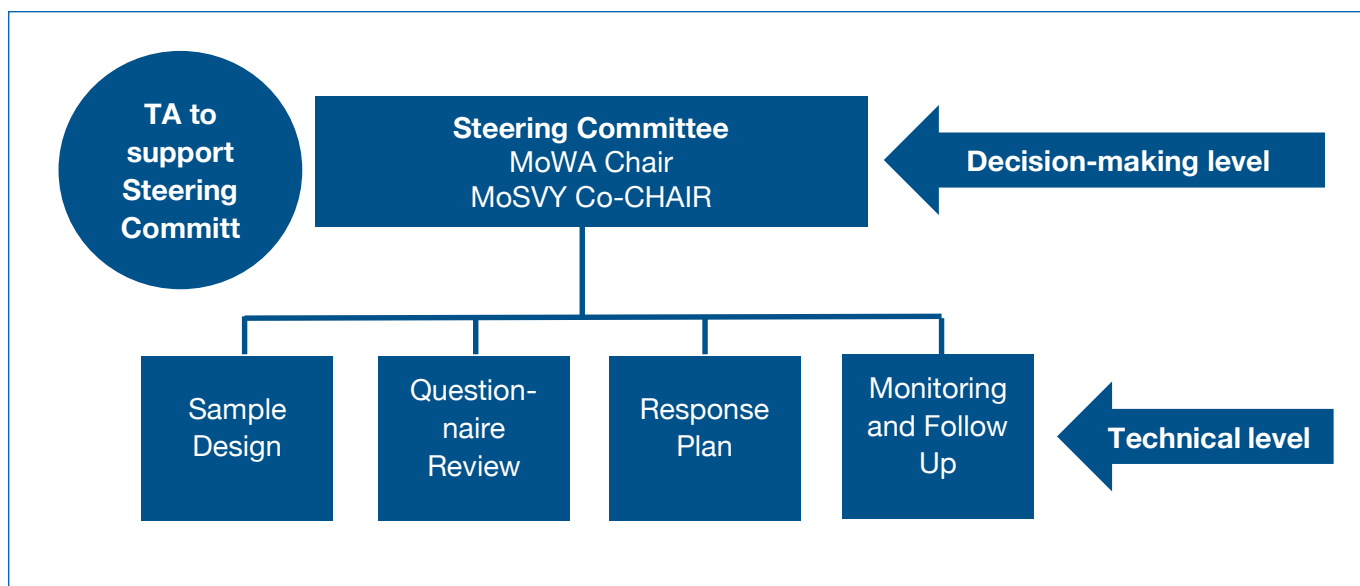 TA to
support
Steering
Committ
Steering Committee
MoWA Chair
MoSVY Co-CHAIR
Decision-making level
Sample
Design
Question-
naire
Review
Response
Plan
Monitoring
and Follow
Up
Technical level